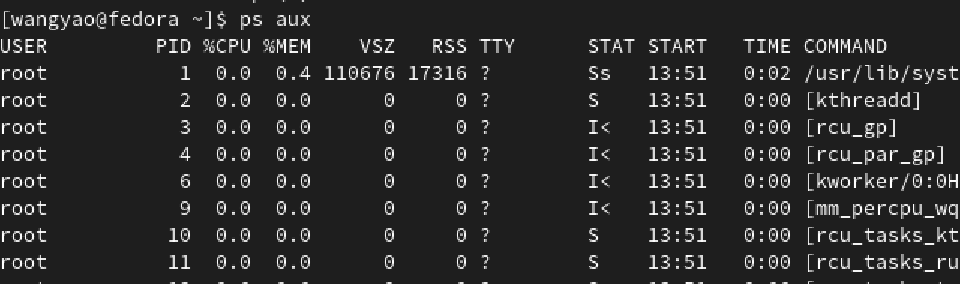 [wangyao@fedora ~]$ ps aux
USER PID %CPU %MEM VSZ RSS TTY STAT START TIME COMMAND
root 1 0.0 0.4 110676 17316 ? Ss 13:51 0:02 /usr/lib/syst
root 2 0.0 0.0 0 0 ? S 13:51 0:00 [kthreadd]
root 3 0.0 0.0 0 0 ? I< 13:51 0:00 [rcu_gp]
root 4 0.0 0.0 0 0 ? I< 13:51 0:00 [rcu_par_gp]
root 6 0.0 0.0 0 0 ? I< 13:51 0:00 [kworker/0:0H
root 9 0.0 0.0 0 0 ? I< 13:51 0:00 [mm_percpu_wq
root 10 0.0 0.0 0 0 ? S 13:51 0:00 [rcu_tasks_kt
root 11 0.0 0.0 0 0 ? S 13:51 0:00 [rcu_tasks_ru